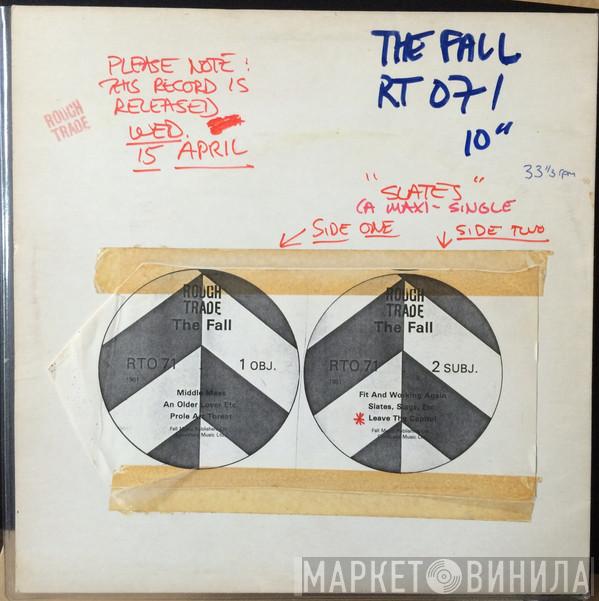 PLEASE NOTE:
THIS RECORD IS
RELEASED
WED.
15 APRIL
ROUGH
TRADE
THE FALL
RT 071
10"
33⅓ rpm
"SLATES"
(A MAXI-SINGLE
SIDE ONE
SIDE TWO
ROUGH
TRADE
The Fall
RTO 71
1 OBJ.
1981
Middle Mass
An Older Lover Etc.
Prole Art Threat
ROUGH
TRADE
The Fall
RTO 71
2 SUBJ.
1981
Fit And Working Again
Slates, Slags, Etc.
* Leave The Capitol
МАРКЕТ ВИНИЛА